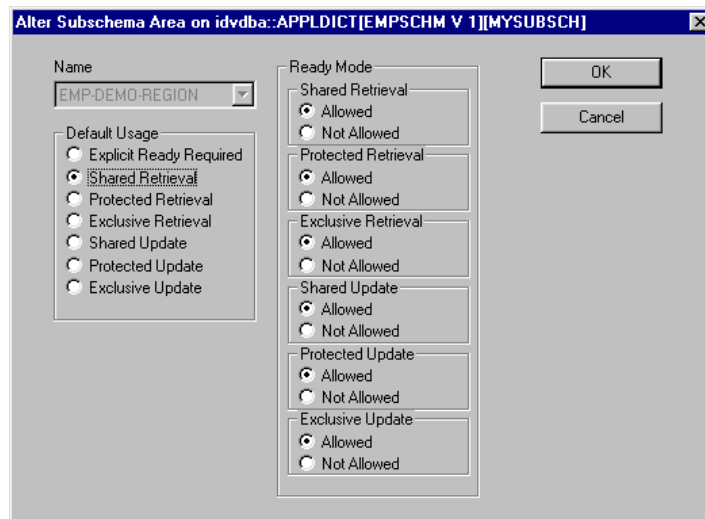 Alter Subschema Area on idvdba::APPLDICT[EMPSCHM V 1][MYSUBSCH]
Name
EMP-DEMO-REGION
Default Usage
Explicit Ready Required
Shared Retrieval
Protected Retrieval
Exclusive Retrieval
Shared Update
Protected Update
Exclusive Update
Ready Mode
Shared Retrieval
Allowed
Not Allowed
Protected Retrieval
Allowed
Not Allowed
Exclusive Retrieval
Allowed
Not Allowed
Shared Update
Allowed
Not Allowed
Protected Update
Allowed
Not Allowed
Exclusive Update
Allowed
Not Allowed
OK
Cancel